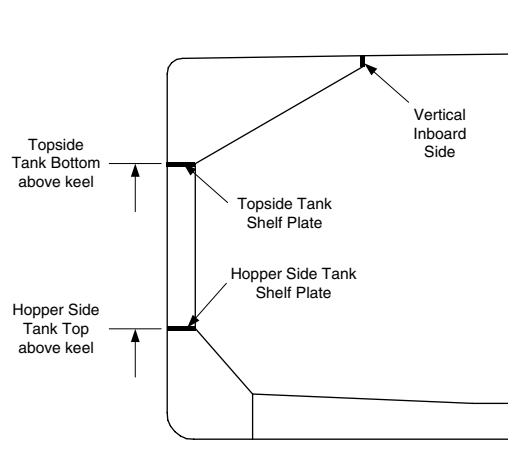 Vertical
Inboard
Side
Topside
Tank Bottom
above keel
Topside Tank
Shelf Plate
Hopper Side Tank
Shelf Plate
Hopper Side
Tank Top
above keel